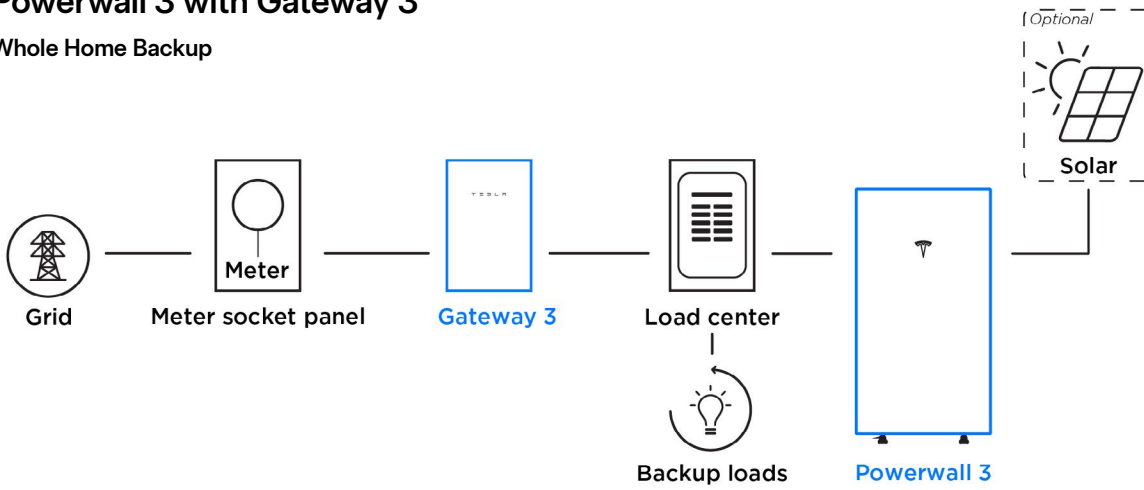 Powerwall 3 with Gateway 3
Whole Home Backup
Optional
Solar
TESLA
Meter
Grid
Meter socket panel
Gateway 3
Load center
Backup loads
Powerwall 3